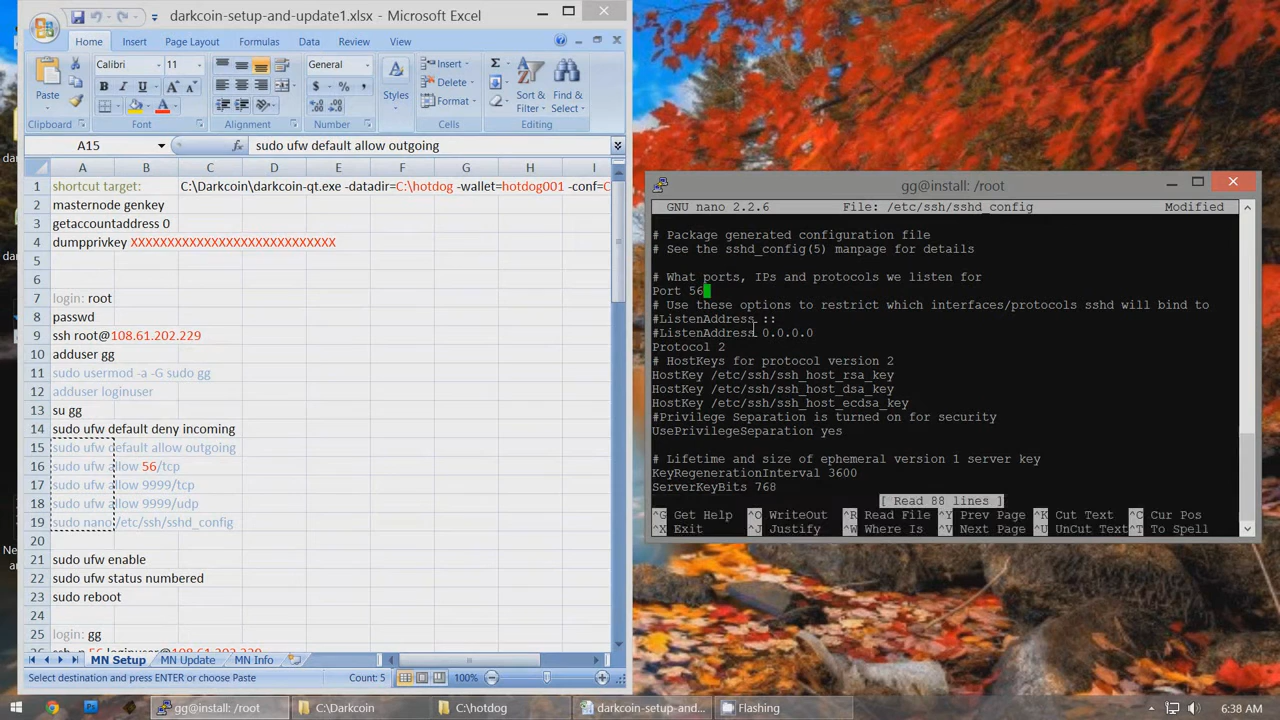 darkcoin-setup-and-update1.xlsx - Microsoft Excel
Home Insert Page Layout Formulas Data Review View
Calibri 11 General Insert
Paste B I U A A $ % , Styles Delete Sort & Find &
Format Filter Select
Clipboard Font Alignment Number Cells Editing
A15 fx sudo ufw default allow outgoing
A B C D E F G H I
1 shortcut target: C:\Darkcoin\darkcoin-qt.exe -datadir=C:\hotdog -wallet=hotdog001 -conf=C
2 masternode genkey
3 getaccountaddress 0
4 dumpprivkey XXXXXXXXXXXXXXXXXXXXXXXXXXX
5
6
7 login: root
8 passwd
9 ssh root@108.61.202.229
10 adduser gg
11 sudo usermod -a -G sudo gg
12 adduser loginuser
13 su gg
14 sudo ufw default deny incoming
15 sudo ufw default allow outgoing
16 sudo ufw allow 56/tcp
17 sudo ufw allow 9999/tcp
18 sudo ufw allow 9999/udp
19 sudo nano /etc/ssh/sshd_config
20
21 sudo ufw enable
22 sudo ufw status numbered
23 sudo reboot
24
25 login: gg
MN Setup MN Update MN Info
Select destination and press ENTER or choose Paste Count: 5 100%
gg@install: /root
GNU nano 2.2.6 File: /etc/ssh/sshd_config Modified
# Package generated configuration file
# See the sshd_config(5) manpage for details
# What ports, IPs and protocols we listen for
Port 56
# Use these options to restrict which interfaces/protocols sshd will bind to
#ListenAddress ::
#ListenAddress 0.0.0.0
Protocol 2
# HostKeys for protocol version 2
HostKey /etc/ssh/ssh_host_rsa_key
HostKey /etc/ssh/ssh_host_dsa_key
HostKey /etc/ssh/ssh_host_ecdsa_key
#Privilege Separation is turned on for security
UsePrivilegeSeparation yes
# Lifetime and size of ephemeral version 1 server key
KeyRegenerationInterval 3600
ServerKeyBits 768
[ Read 88 lines ]
^G Get Help ^O WriteOut ^R Read File ^Y Prev Page ^K Cut Text ^C Cur Pos
^X Exit ^J Justify ^W Where Is ^V Next Page ^U UnCut Text ^T To Spell
gg@install: /root C:\Darkcoin C:\hotdog darkcoin-setup-and-... Flashing 6:38 AM